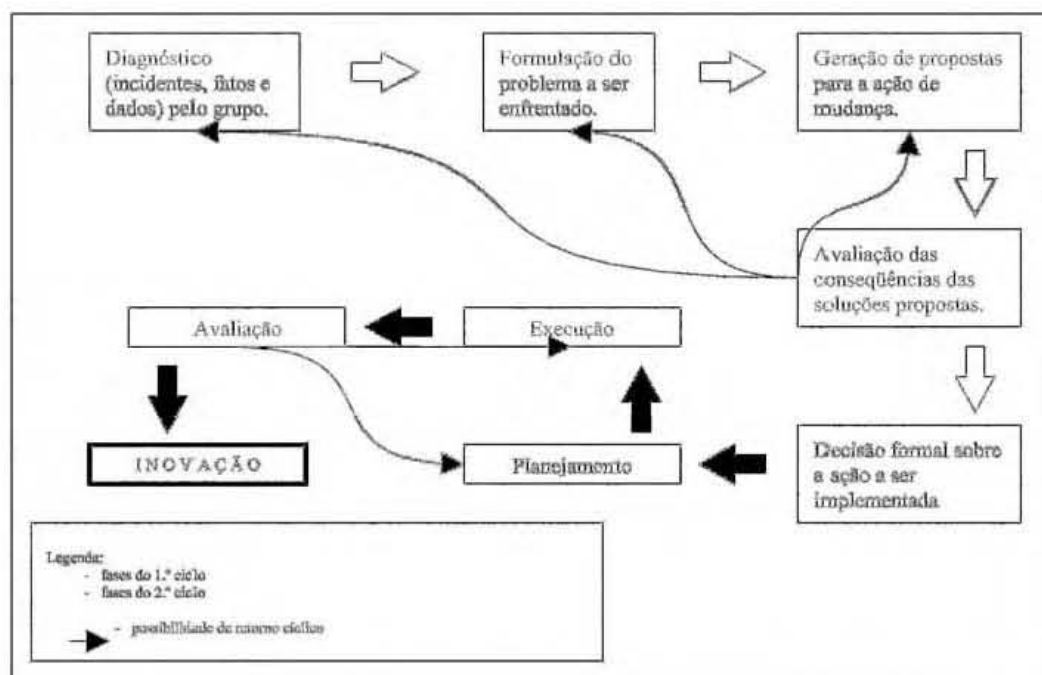 Diagnóstico
(incidentes, fatos e
dados) pelo grupo.
Formulação do
problema a ser
enfrentado.
Geração de propostas
para a ação de
mudança.
Avaliação das
conseqüências das
soluções propostas.
Avaliação
Execução
INOVAÇÃO
Planejamento
Decisão formal sobre
a ação a ser
implementada
Legenda:
- fases do 1.º ciclo
- fases do 2.º ciclo
- possibilidade de retorno cíclico